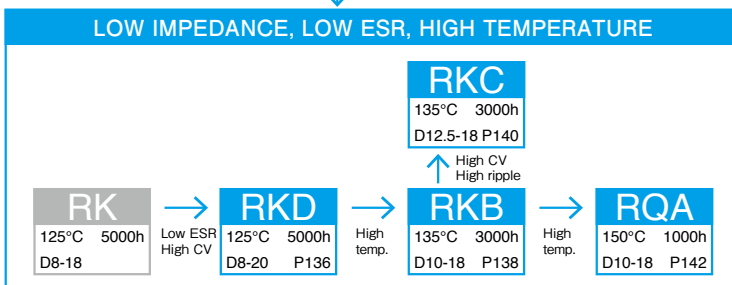 LOW IMPEDANCE, LOW ESR, HIGH TEMPERATURE
RKC
135°C 3000h
D12.5-18 P140
High CV
High ripple
RK
125°C 5000h
D8-18
Low ESR
High CV
RKD
125°C 5000h
D8-20 P136
High
temp.
RKB
135°C 3000h
D10-18 P138
High
temp.
RQA
150°C 1000h
D10-18 P142